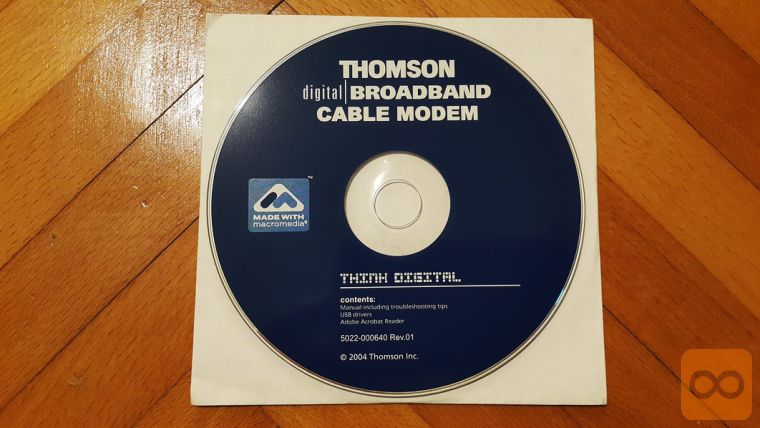 THOMSON
digital BROADBAND
CABLE MODEM
™
MADE WITH
macromedia®
THINK DIGITAL
contents:
Manual including troubleshooting tips
USB drivers
Adobe Acrobat Reader
5022-000640 Rev.01
© 2004 Thomson Inc.